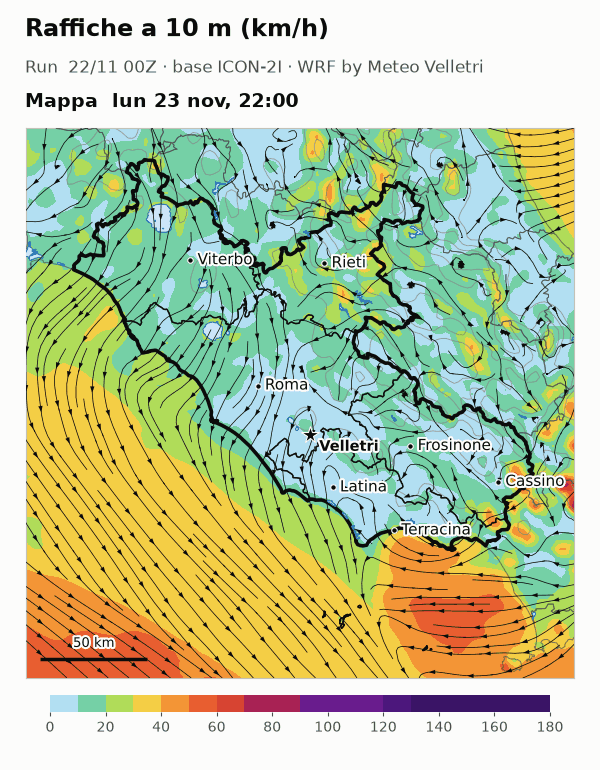 Raffiche a 10 m (km/h)
Run  22/11 00Z · base ICON-2I · WRF by Meteo Velletri
Mappa  lun 23 nov, 22:00
Viterbo
Rieti
Roma
Velletri
Frosinone
Latina
Cassino
Terracina
50 km
0 20 40 60 80 100 120 140 160 180